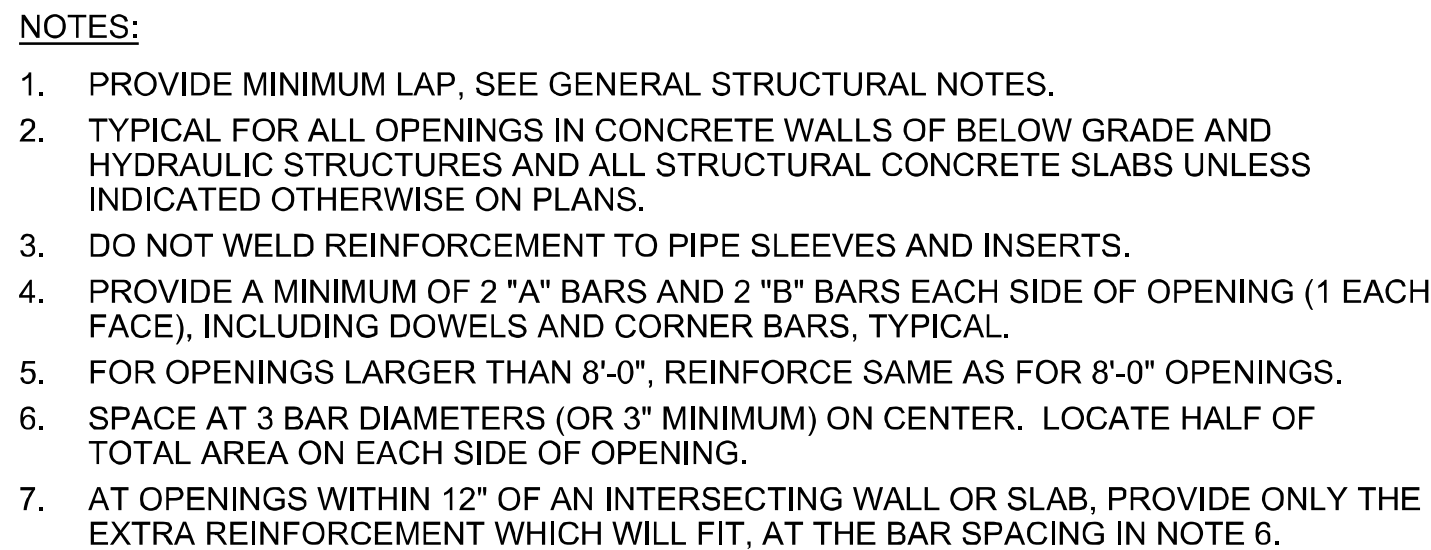 NOTES:
1. PROVIDE MINIMUM LAP, SEE GENERAL STRUCTURAL NOTES.
2. TYPICAL FOR ALL OPENINGS IN CONCRETE WALLS OF BELOW GRADE AND
HYDRAULIC STRUCTURES AND ALL STRUCTURAL CONCRETE SLABS UNLESS
INDICATED OTHERWISE ON PLANS.
3. DO NOT WELD REINFORCEMENT TO PIPE SLEEVES AND INSERTS.
4. PROVIDE A MINIMUM OF 2 "A" BARS AND 2 "B" BARS EACH SIDE OF OPENING (1 EACH
FACE), INCLUDING DOWELS AND CORNER BARS, TYPICAL.
5. FOR OPENINGS LARGER THAN 8'-0", REINFORCE SAME AS FOR 8'-0" OPENINGS.
6. SPACE AT 3 BAR DIAMETERS (OR 3" MINIMUM) ON CENTER. LOCATE HALF OF
TOTAL AREA ON EACH SIDE OF OPENING.
7. AT OPENINGS WITHIN 12" OF AN INTERSECTING WALL OR SLAB, PROVIDE ONLY THE
EXTRA REINFORCEMENT WHICH WILL FIT, AT THE BAR SPACING IN NOTE 6.